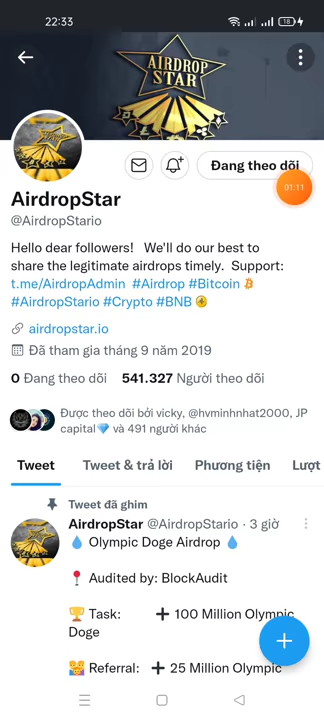 22:33
18
AIRDROP
STAR
Đang theo dõi
01:11
AirdropStar
@AirdropStario
Hello dear followers! We'll do our best to
share the legitimate airdrops timely. Support:
t.me/AirdropAdmin #Airdrop #Bitcoin
#AirdropStario #Crypto #BNB
airdropstar.io
Đã tham gia tháng 9 năm 2019
0 Đang theo dõi 541.327 Người theo dõi
Được theo dõi bởi vicky, @hvminhnhat2000, JP
capital💎 và 491 người khác
Tweet Tweet & trả lời Phương tiện Lượt
Tweet đã ghim
AirdropStar @AirdropStario · 3 giờ
💧 Olympic Doge Airdrop 💧
📍 Audited by: BlockAudit
🏆 Task: ➕ 100 Million Olympic
Doge
👨‍👩‍👧 Referral: ➕ 25 Million Olympic